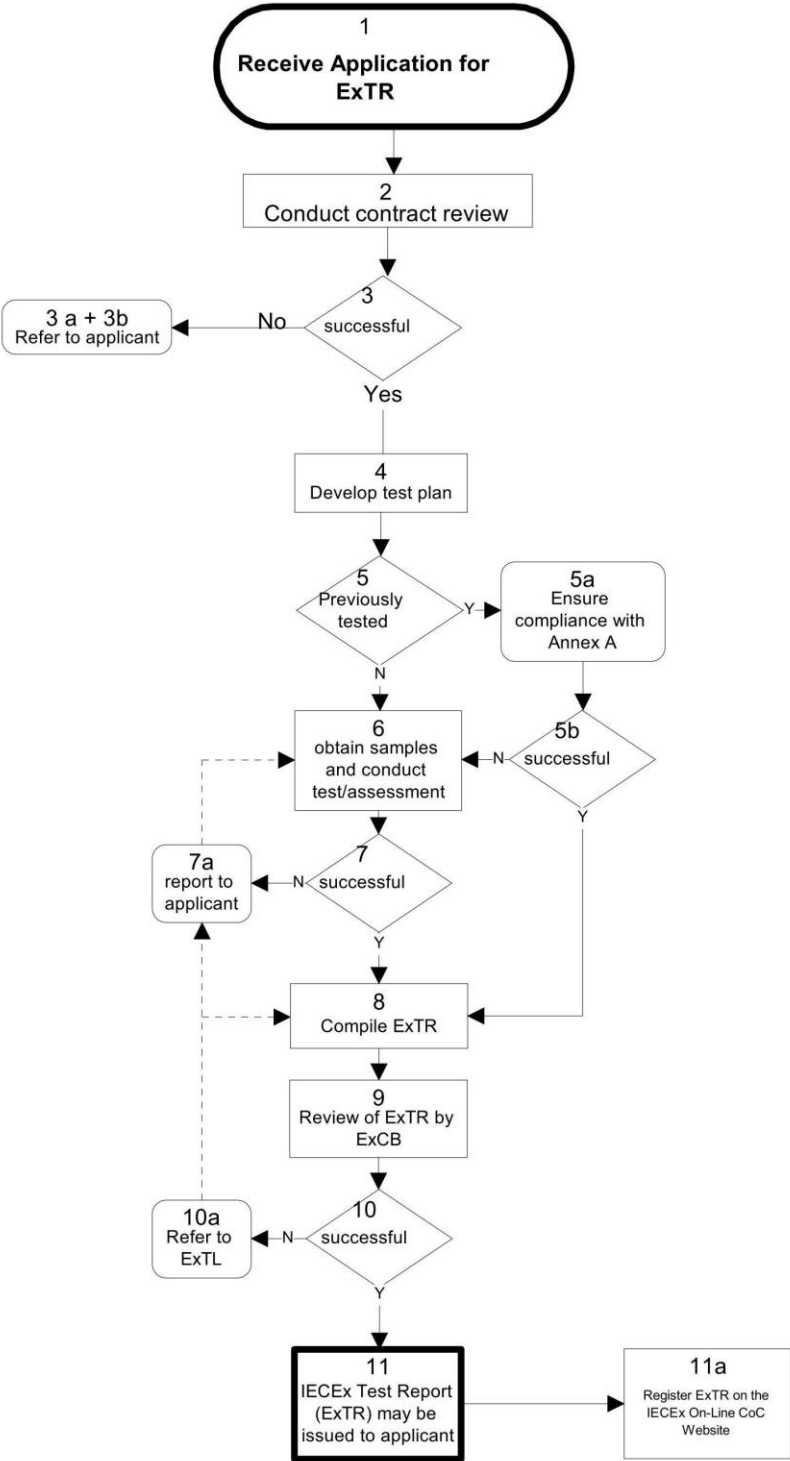 1
Receive Application for
ExTR
2
Conduct contract review
3
successful
No
3 a + 3b
Refer to applicant
Yes
4
Develop test plan
5
Previously
tested
Y
5a
Ensure
compliance with
Annex A
N
6
obtain samples
and conduct
test/assessment
N
5b
successful
Y
7
successful
N
7a
report to
applicant
Y
8
Compile ExTR
9
Review of ExTR by
ExCB
10
successful
N
10a
Refer to
ExTL
Y
11
IECEx Test Report
(ExTR) may be
issued to applicant
11a
Register ExTR on the
IECEx On-Line CoC
Website